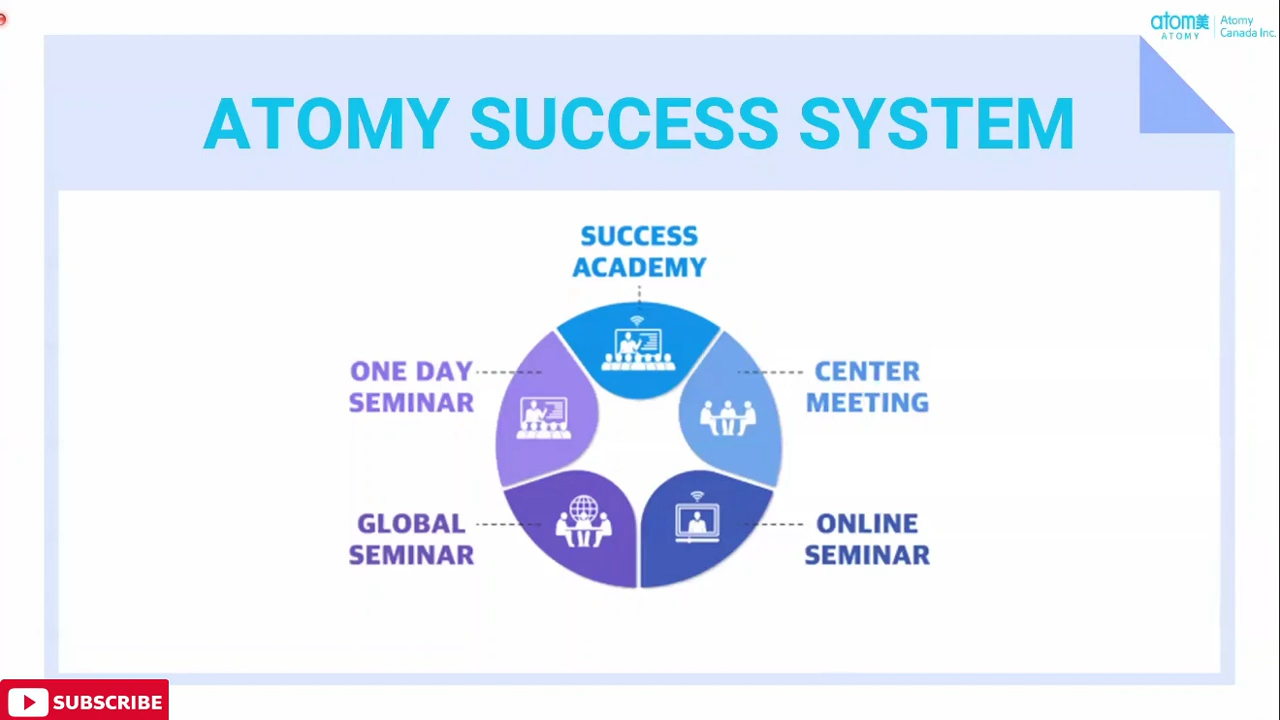 atom美
ATOMY
Atomy
Canada Inc.
ATOMY SUCCESS SYSTEM
SUCCESS
ACADEMY
ONE DAY
SEMINAR
CENTER
MEETING
GLOBAL
SEMINAR
ONLINE
SEMINAR
SUBSCRIBE